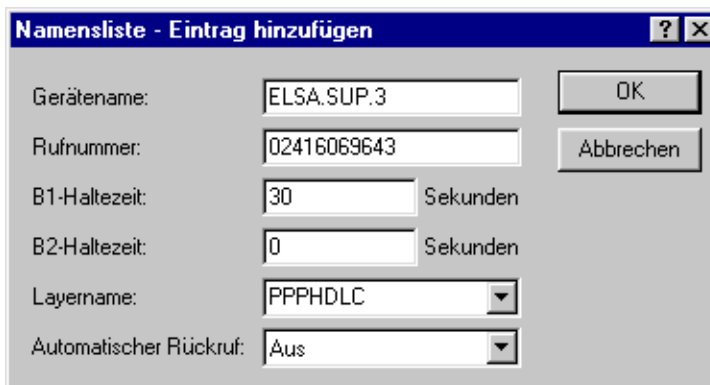 Namensliste - Eintrag hinzufügen
Gerätename: ELSA.SUP.3 OK
Rufnummer: 02416069643 Abbrechen
B1-Haltezeit: 30 Sekunden
B2-Haltezeit: 0 Sekunden
Layername: PPPHDLC
Automatischer Rückruf: Aus